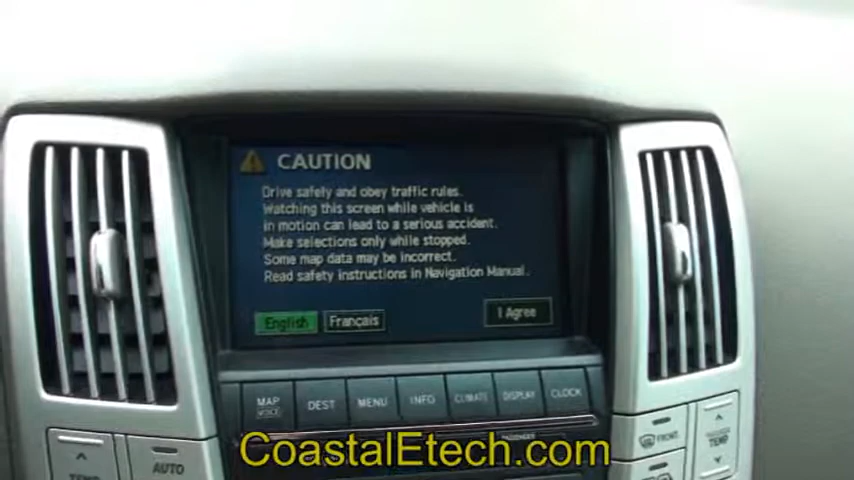 CAUTION
Drive safely and obey traffic rules.
Watching this screen while vehicle is
in motion can lead to a serious accident.
Make selections only while stopped.
Some map data may be incorrect.
Read safety instructions in Navigation Manual.
English Français I Agree
MAP VOICE DEST MENU INFO CLIMATE DISPLAY CLOCK
PASSENGER
TEMP AUTO FRONT TEMP
CoastalEtech.com